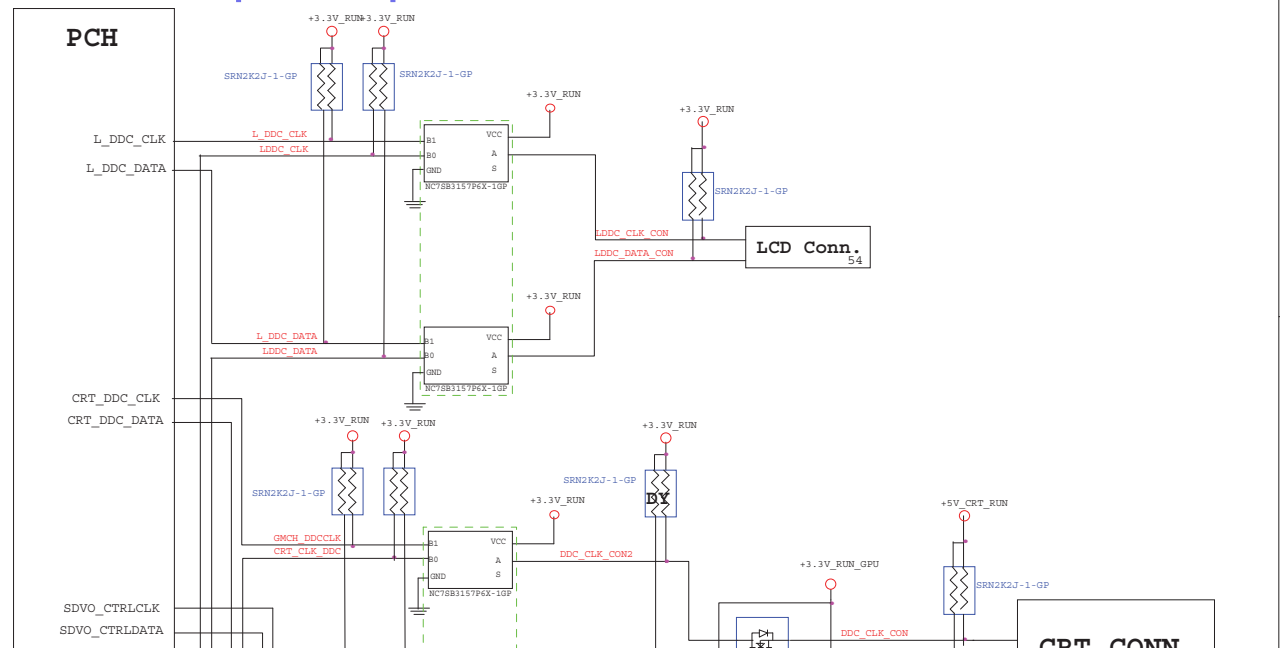 +3.3V_RUN
+3.3V_RUN
PCH
SRN2K2J-1-GP
SRN2K2J-1-GP
+3.3V_RUN
+3.3V_RUN
L_DDC_CLK
L_DDC_CLK
B1
VCC
LDDC_CLK
B0
A
L_DDC_DATA
GND
S
NC7SB3157P6X-1GP
SRN2K2J-1-GP
LDDC_CLK_CON
LDDC_DATA_CON
LCD Conn.
54
+3.3V_RUN
L_DDC_DATA
B1
VCC
LDDC_DATA
B0
A
GND
S
NC7SB3157P6X-1GP
CRT_DDC_CLK
CRT_DDC_DATA
+3.3V_RUN
+3.3V_RUN
+3.3V_RUN
SRN2K2J-1-GP
SRN2K2J-1-GP
DY
+3.3V_RUN
+5V_CRT_RUN
GMCH_DDCCLK
B1
VCC
CRT_CLK_DDC
B0
A
DDC_CLK_CON2
GND
S
NC7SB3157P6X-1GP
+3.3V_RUN_GPU
SRN2K2J-1-GP
SDVO_CTRLCLK
SDVO_CTRLDATA
DDC_CLK_CON
CRT CONN